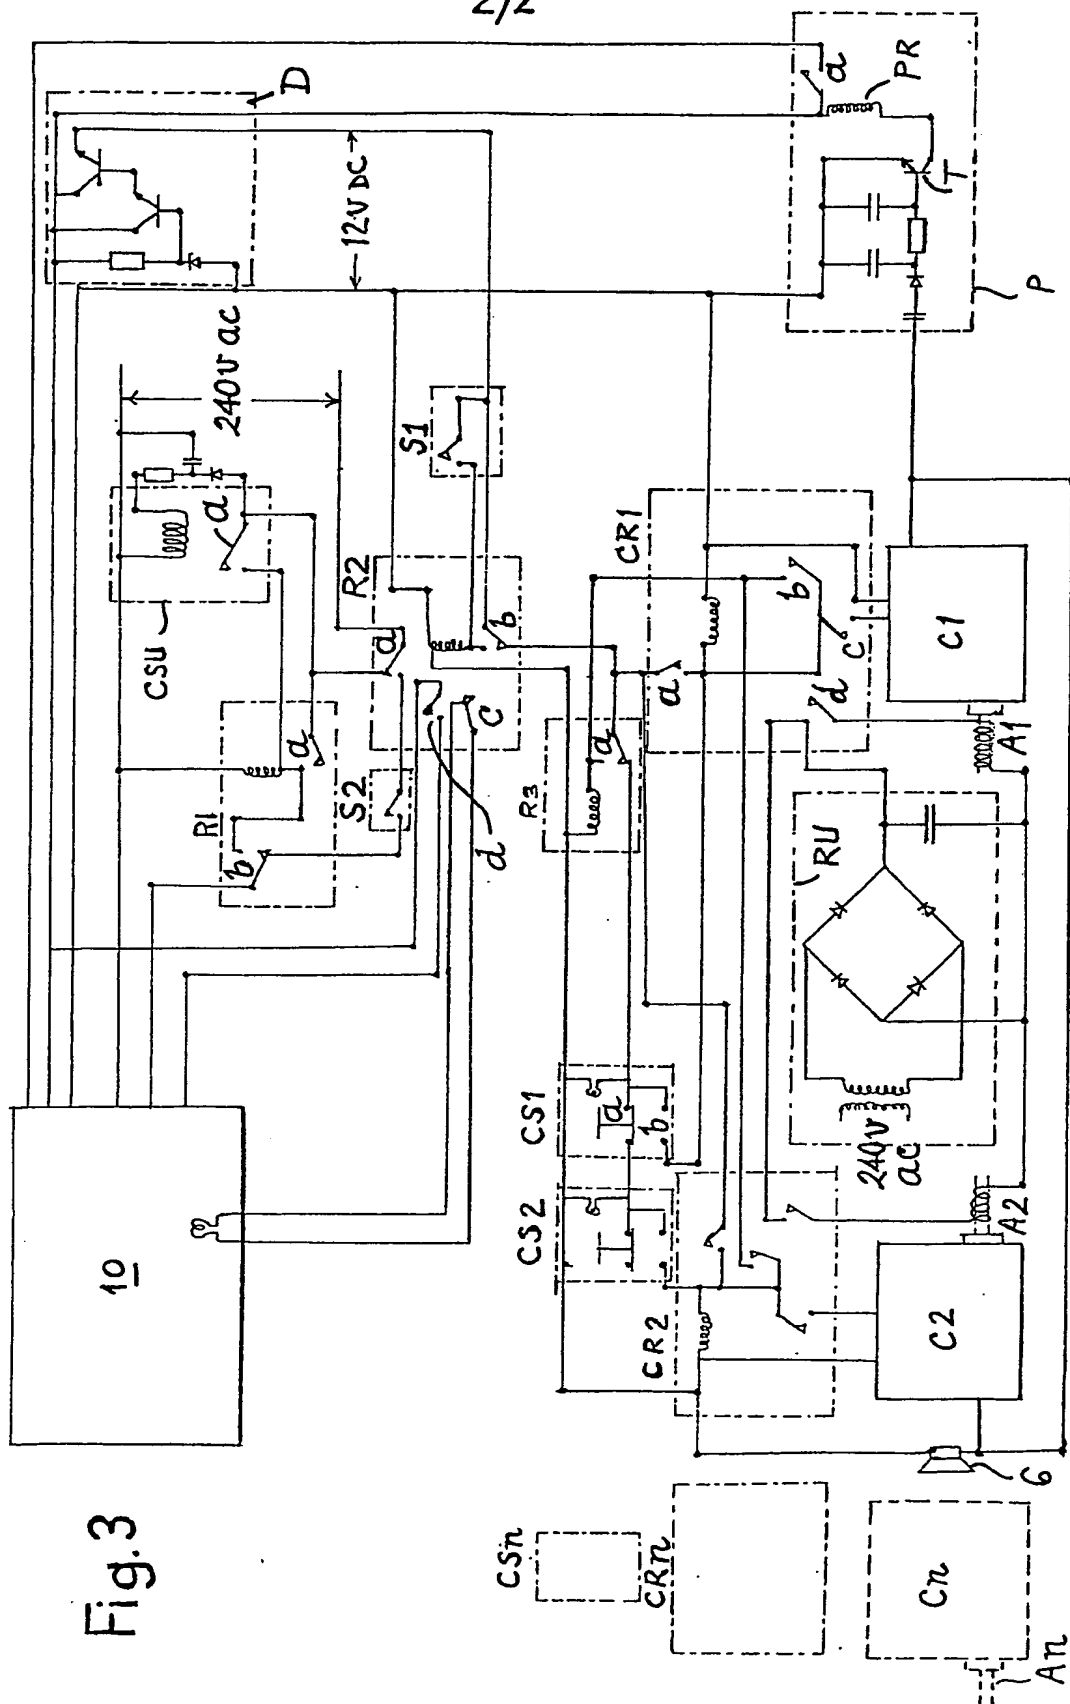 2/2
D
12V DC
a
PR
T
P
240V ac
S1
CSU
a
R2
a
b
c
d
R1
a
b
S2
R3
a
CR1
a
b
c
d
C1
A1
RU
240V
ac
CS1
a
b
CS2
CR2
A2
C2
6
10
Fig.3
CSn
CRn
Cn
An